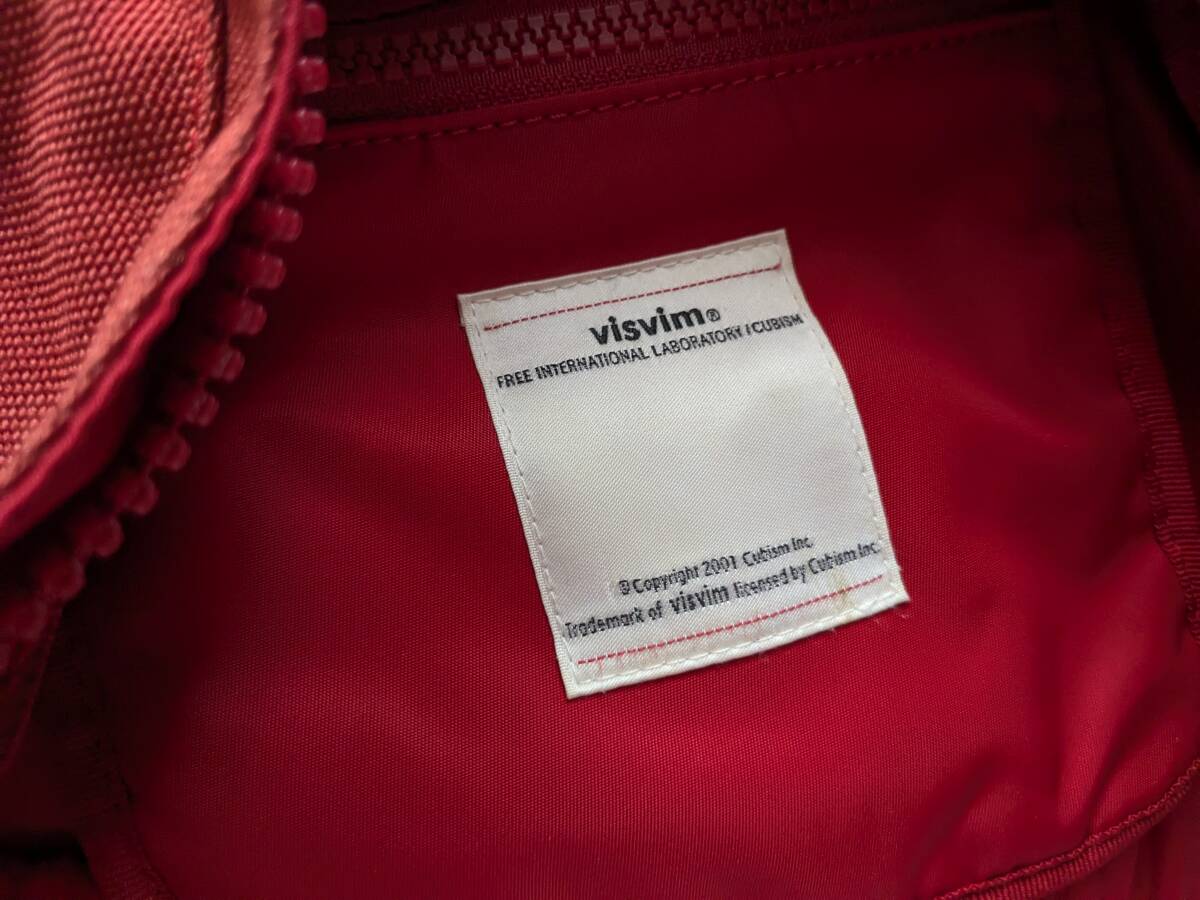 visvim®
FREE INTERNATIONAL LABORATORY / CUBISM
© Copyright 2001 Cubism Inc.
Trademark of visvim licensed by Cubism Inc.